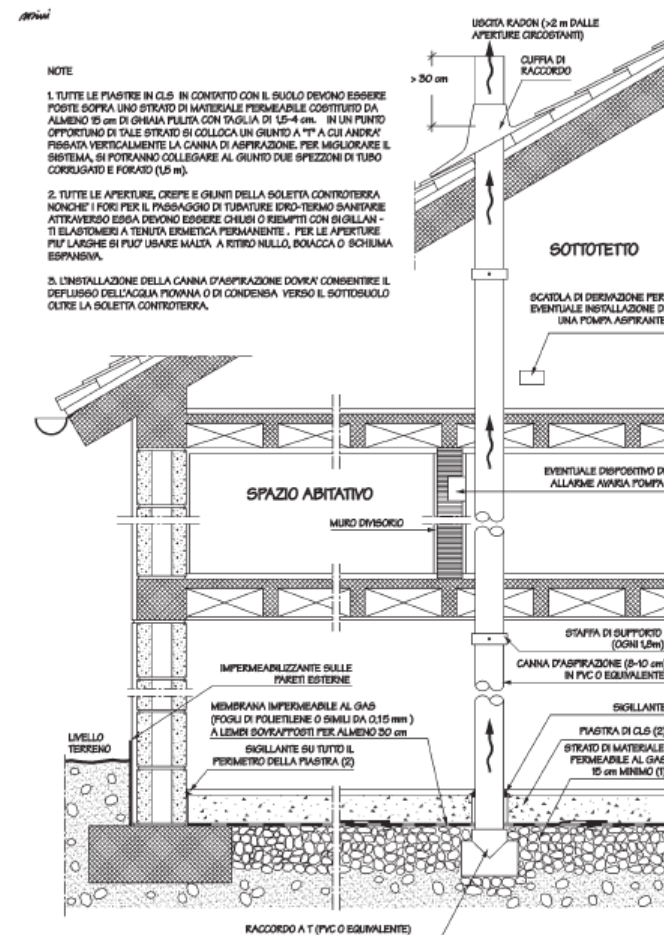 NOTE
1. TUTTE LE PIASTRE IN CLS IN CONTATTO CON IL SUOLO DEVONO ESSERE
POSTE SOPRA UNO STRATO DI MATERIALE PERMEABILE COSTITUITO DA
ALMENO 15 cm DI GHIAIA PULITA CON TAGLIA DI 1,5-4 cm. IN UN PUNTO
OPPORTUNO DI TALE STRATO SI COLLOCA UN GIUNTO A "T" A CUI ANDRA'
FISSATA VERTICALMENTE LA CANNA DI ASPIRAZIONE. PER MIGLIORARE IL
SISTEMA, SI POTRANNO COLLEGARE AL GIUNTO DUE SPEZZONI DI TUBO
CORRUGATO E FORATO (1,5 m).
2. TUTTE LE APERTURE, CREPE E GIUNTI DELLA SOLETTA CONTROTERRA
NONCHE' I FORI PER IL PASSAGGIO DI TUBATURE IDRO-TERMO SANITARIE
ATTRAVERSO ESSA DEVONO ESSERE CHIUSI O RIEMPITI CON SIGILLAN -
TI ELASTOMERI A TENUTA ERMETICA PERMANENTE . PER LE APERTURE
PIU' LARGHE SI PUO' USARE MALTA A RITIRO NULLO, BOIACCA O SCHIUMA
ESPANSIVA.
3. L'INSTALLAZIONE DELLA CANNA D'ASPIRAZIONE DOVRA' CONSENTIRE IL
DEFLUSSO DELL'ACQUA PIOVANA O DI CONDENSA VERSO IL SOTTOSUOLO
OLTRE LA SOLETTA CONTROTERRA.
USCITA RADON (>2 m DALLE
APERTURE CIRCOSTANTI)
CUFFIA DI
RACCORDO
> 30 cm
SOTTOTETTO
SCATOLA DI DERIVAZIONE PER
EVENTUALE INSTALLAZIONE D
UNA POMPA ASPIRANTE
EVENTUALE DISPOSITIVO D
ALLARME AVARIA POMPA
SPAZIO ABITATIVO
MURO DIVISORIO
STAFFA DI SUPPORTO
(OGNI 1,8m)
CANNA D'ASPIRAZIONE (8-10 cm)
IN PVC O EQUIVALENTE
IMPERMEABILIZZANTE SULLE
PARETI ESTERNE
MEMBRANA IMPERMEABILE AL GAS
(FOGLI DI POLIETILENE O SIMILI DA 0,15 mm )
A LEMBI SOVRAPPOSTI PER ALMENO 30 cm
SIGILLANTE SU TUTTO IL
PERIMETRO DELLA PIASTRA (2)
LIVELLO
TERRENO
SIGILLANTE
PIASTRA DI CLS (2)
STRATO DI MATERIALE
PERMEABILE AL GAS
15 cm MINIMO (1)
RACCORDO A T (PVC O EQUIVALENTE)